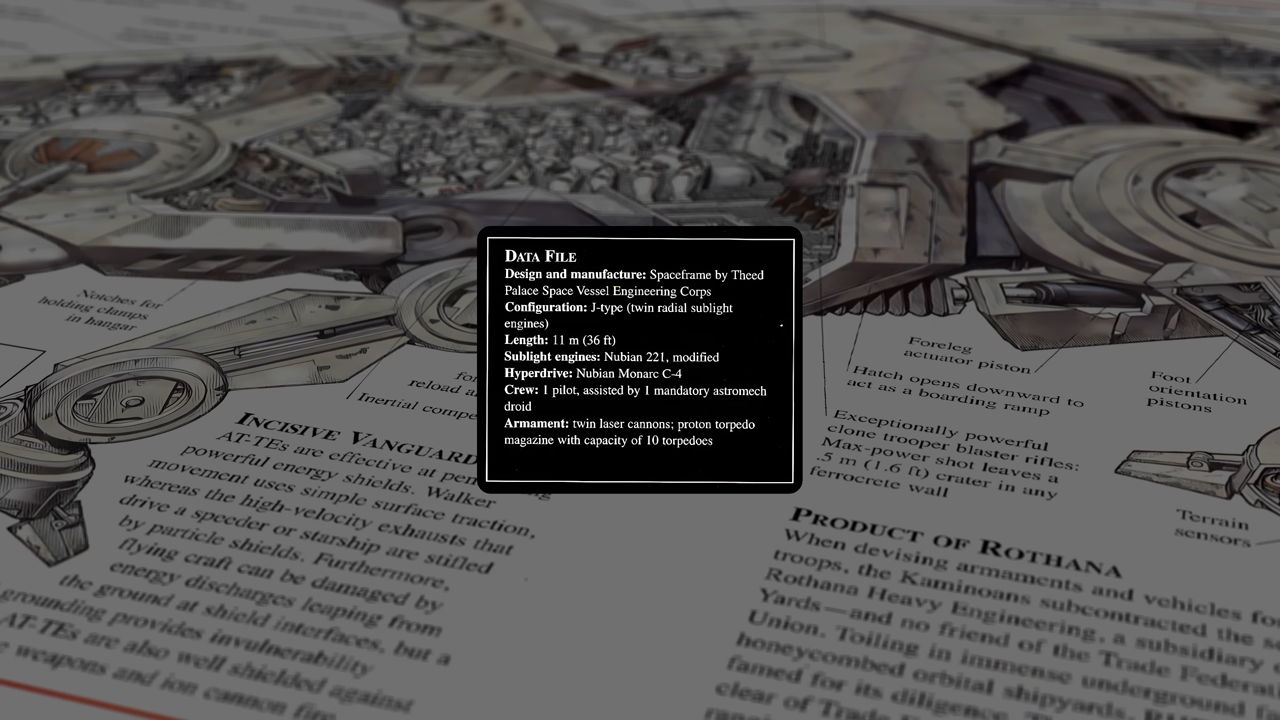 DATA FILE
Design and manufacture: Spaceframe by Theed
Palace Space Vessel Engineering Corps
Configuration: J-type (twin radial sublight
engines)
Length: 11 m (36 ft)
Sublight engines: Nubian 221, modified
Hyperdrive: Nubian Monarc C-4
Crew: 1 pilot, assisted by 1 mandatory astromech
droid
Armament: twin laser cannons; proton torpedo
magazine with capacity of 10 torpedoes
Notches for
holding clamps
in hangar
for
reload
Inertial
INCISIVE VANGUARD
AT-TEs are effective at
powerful energy shields. Walker
movement uses simple surface traction,
whereas the high-velocity exhausts that
drive a speeder or starship are stifled
by particle shields. Furthermore,
flying craft can be damaged by
energy discharges leaping from
the ground at shield interfaces, but a
grounding provides invulnerability
AT-TEs are also well shielded against
weapons and ion cannon fire
Foreleg
actuator piston
Hatch opens downward to
act as a boarding ramp
Foot
orientation
pistons
Exceptionally powerful
clone trooper blaster rifles:
Max-power shot leaves a
.5 m (1.6 ft) crater in any
ferrocrete wall
Terrain
sensors
PRODUCT OF ROTHANA
When devising armaments and vehicles for
troops, the Kaminoans subcontracted the
Rothana Heavy Engineering, a subsidiary
Yards—and no friend of the Trade
Union. Toiling in immense underground
honeycombed orbital shipyards,
famed for its diligence.
clear of Trade